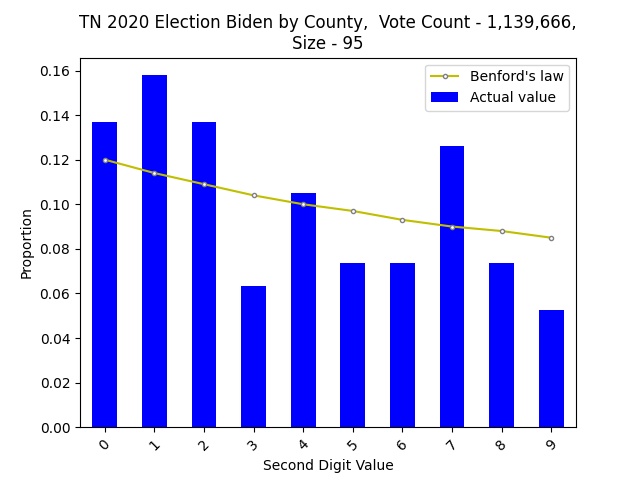 TN 2020 Election Biden by County,  Vote Count - 1,139,666,
Size - 95
Benford's law
Actual value
0.16
0.14
0.12
0.10
0.08
0.06
0.04
0.02
0.00
Proportion
0 1 2 3 4 5 6 7 8 9
Second Digit Value